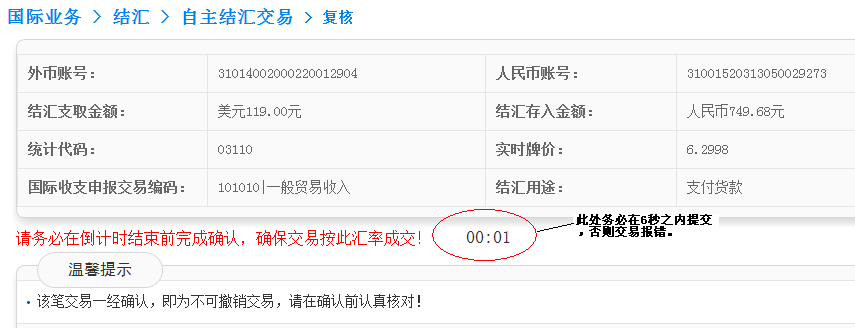 国际业务 > 结汇 > 自主结汇交易 > 复核
外币账号： 31014002000220012904 人民币账号： 31001520313050029273
结汇支取金额： 美元119.00元 结汇存入金额： 人民币749.68元
统计代码： 03110 实时牌价： 6.2998
国际收支申报交易编码： 101010|一般贸易收入 结汇用途： 支付货款
请务必在倒计时结束前完成确认，确保交易按此汇率成交！ 00:01
此处务必在6秒之内提交
，否则交易报错。
温馨提示
• 该笔交易一经确认，即为不可撤销交易，请在确认前认真核对！